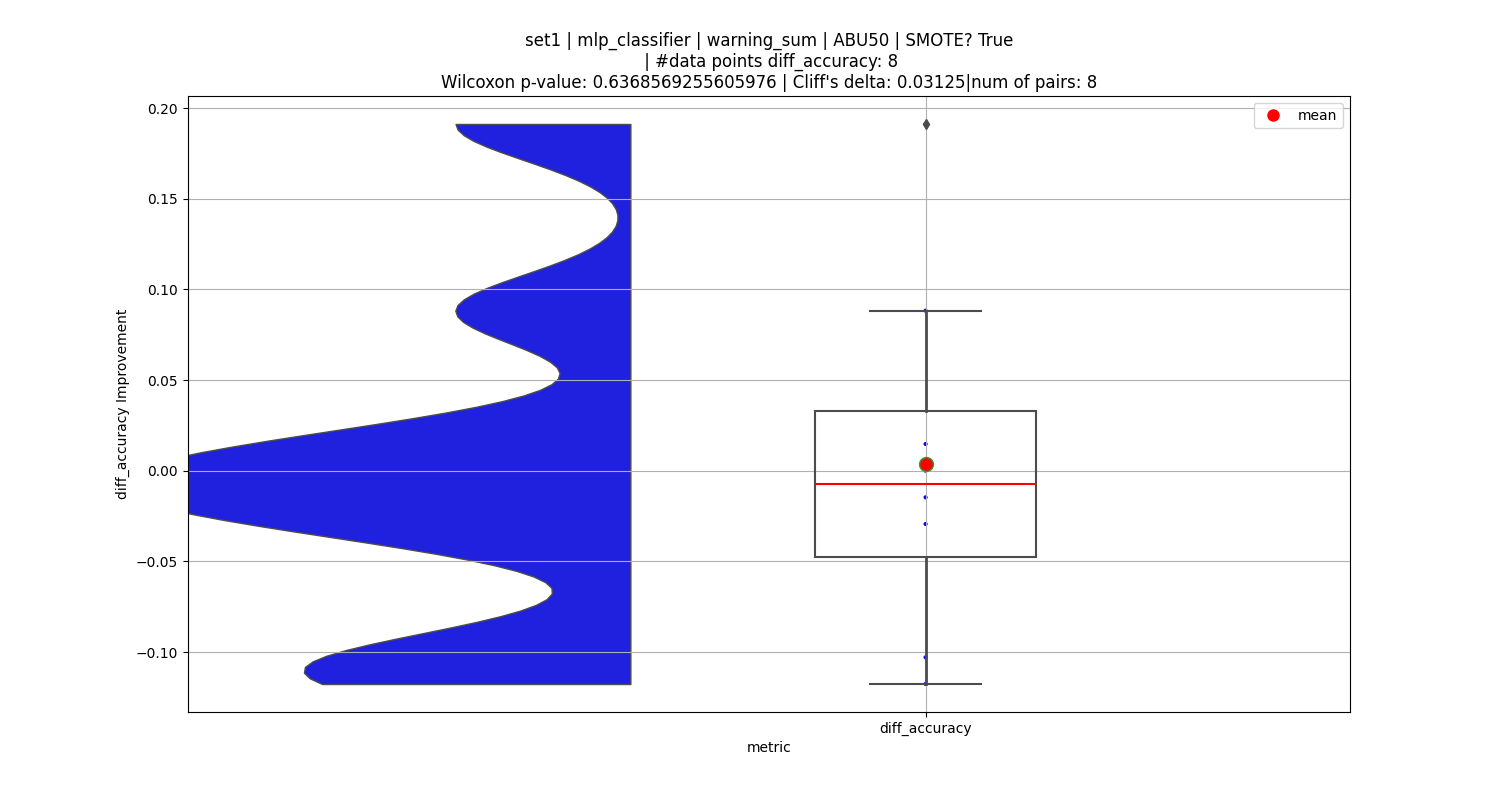 set1 | mlp_classifier | warning_sum | ABU50 | SMOTE? True
| #data points diff_accuracy: 8
Wilcoxon p-value: 0.6368569255605976 | Cliff's delta: 0.03125|num of pairs: 8
mean
0.20
0.15
0.10
0.05
0.00
−0.05
−0.10
diff_accuracy Improvement
diff_accuracy
metric